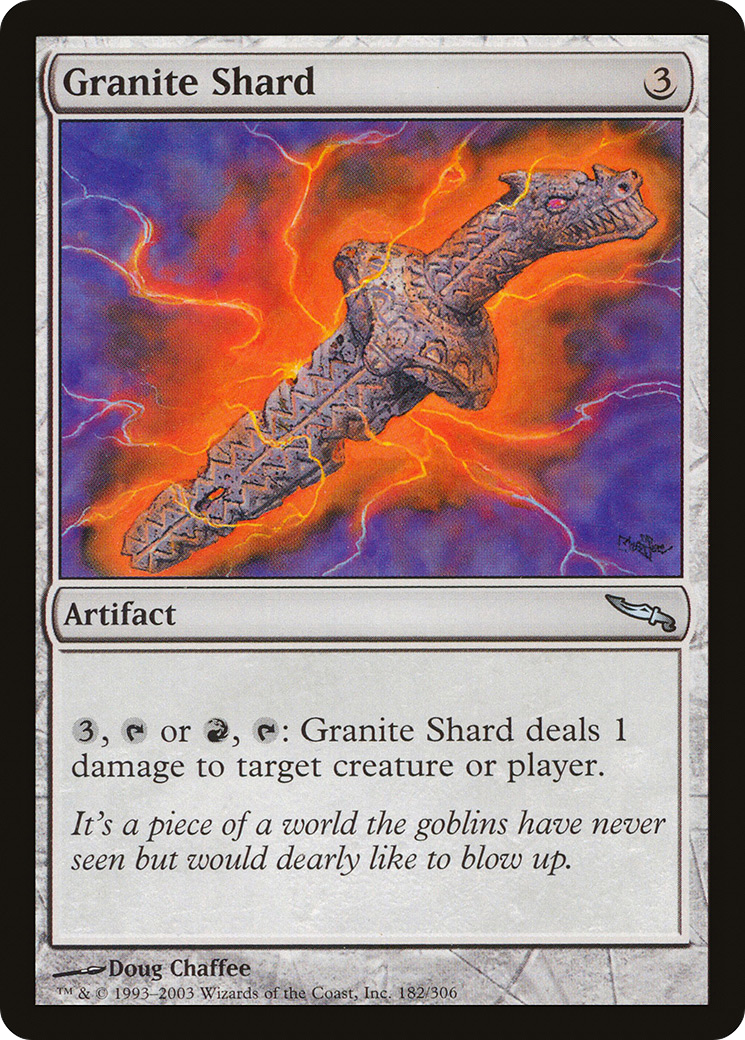 Granite Shard 3
Artifact
3, or , : Granite Shard deals 1
damage to target creature or player.
It's a piece of a world the goblins have never
seen but would dearly like to blow up.
Doug Chaffee
™ & © 1993–2003 Wizards of the Coast, Inc. 182/306